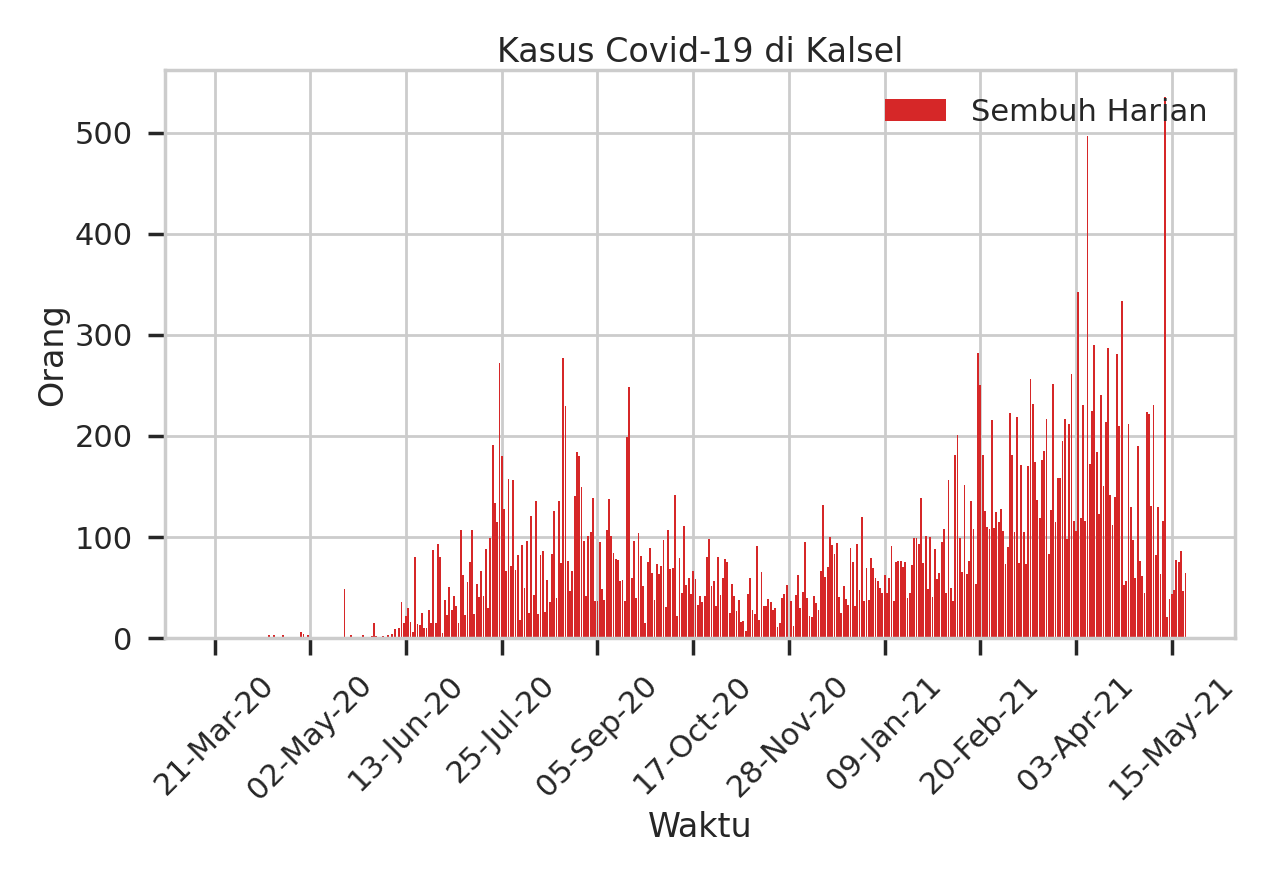 Kasus Covid-19 di Kalsel
Sembuh Harian
500
400
300
200
100
0
Orang
21-Mar-20
02-May-20
13-Jun-20
25-Jul-20
05-Sep-20
17-Oct-20
28-Nov-20
09-Jan-21
20-Feb-21
03-Apr-21
15-May-21
Waktu